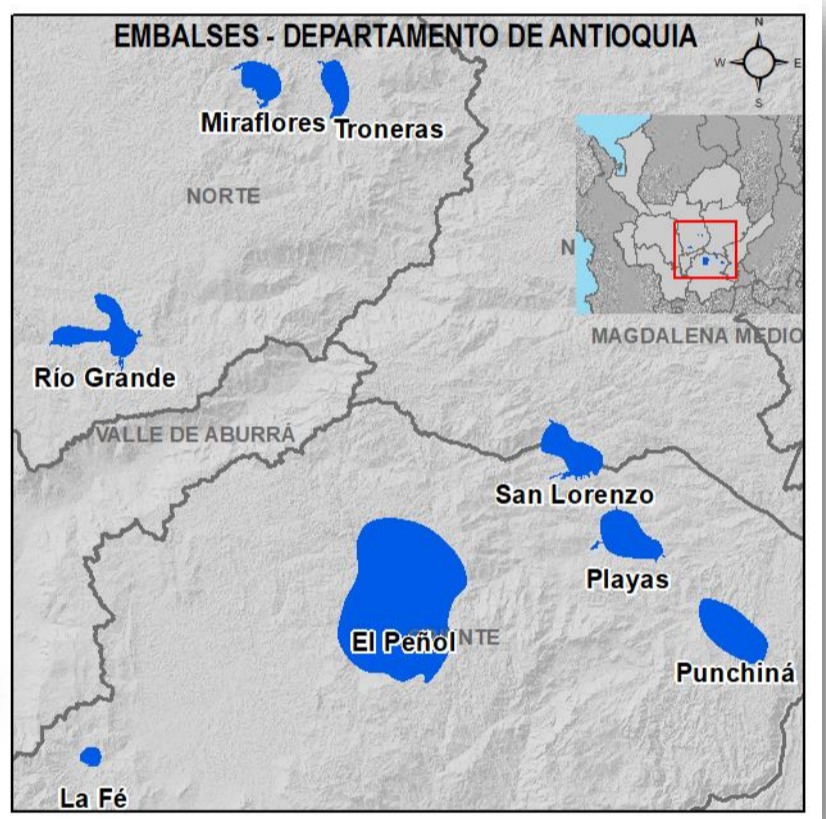 EMBALSES - DEPARTAMENTO DE ANTIOQUIA
N
W
E
S
Miraflores
Troneras
NORTE
N
MAGDALENA MEDIO
Río Grande
VALLE DE ABURRÁ
San Lorenzo
Playas
El Peñol
NTE
Punchiná
La Fé